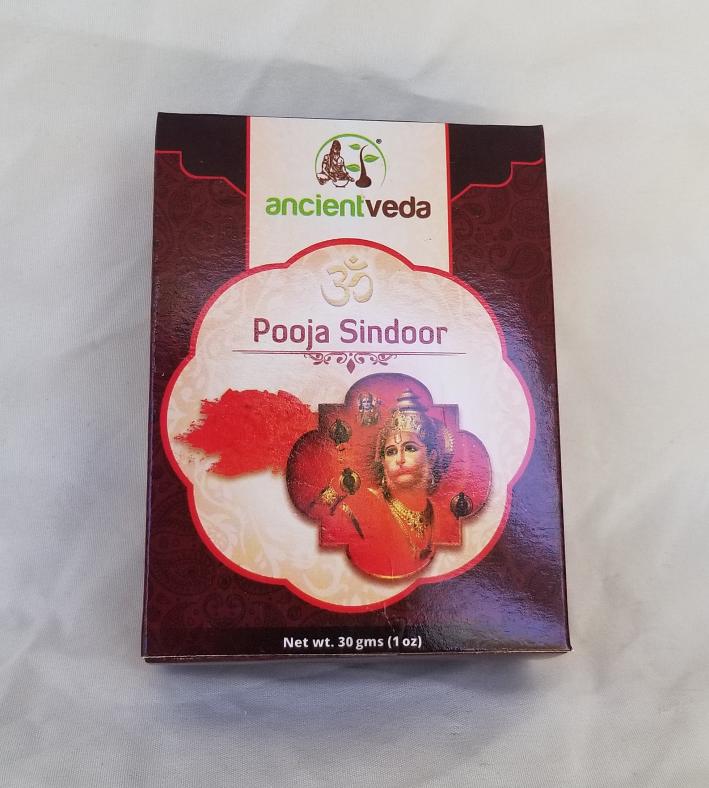 ®
ancientveda
ॐ
Pooja Sindoor
Net wt. 30 gms (1 oz)